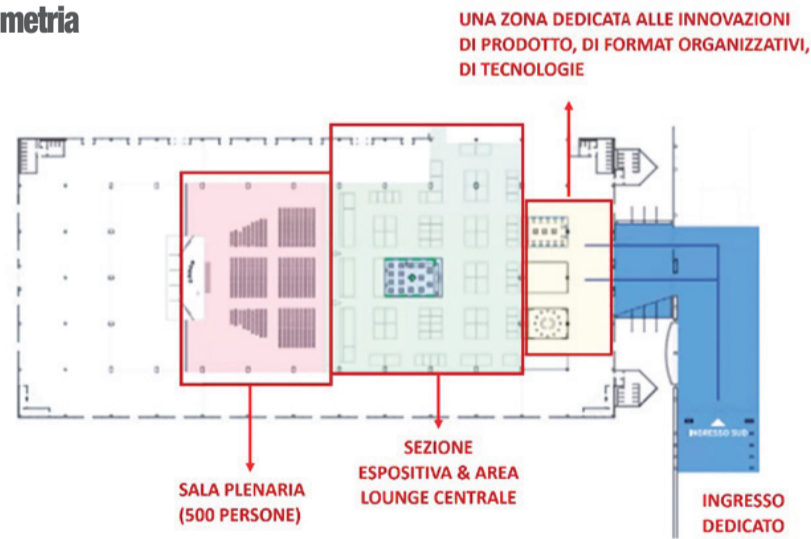 metria
UNA ZONA DEDICATA ALLE INNOVAZIONI
DI PRODOTTO, DI FORMAT ORGANIZZATIVI,
DI TECNOLOGIE
INGRESSO SUD
SEZIONE
ESPOSITIVA & AREA
LOUNGE CENTRALE
SALA PLENARIA
(500 PERSONE)
INGRESSO
DEDICATO